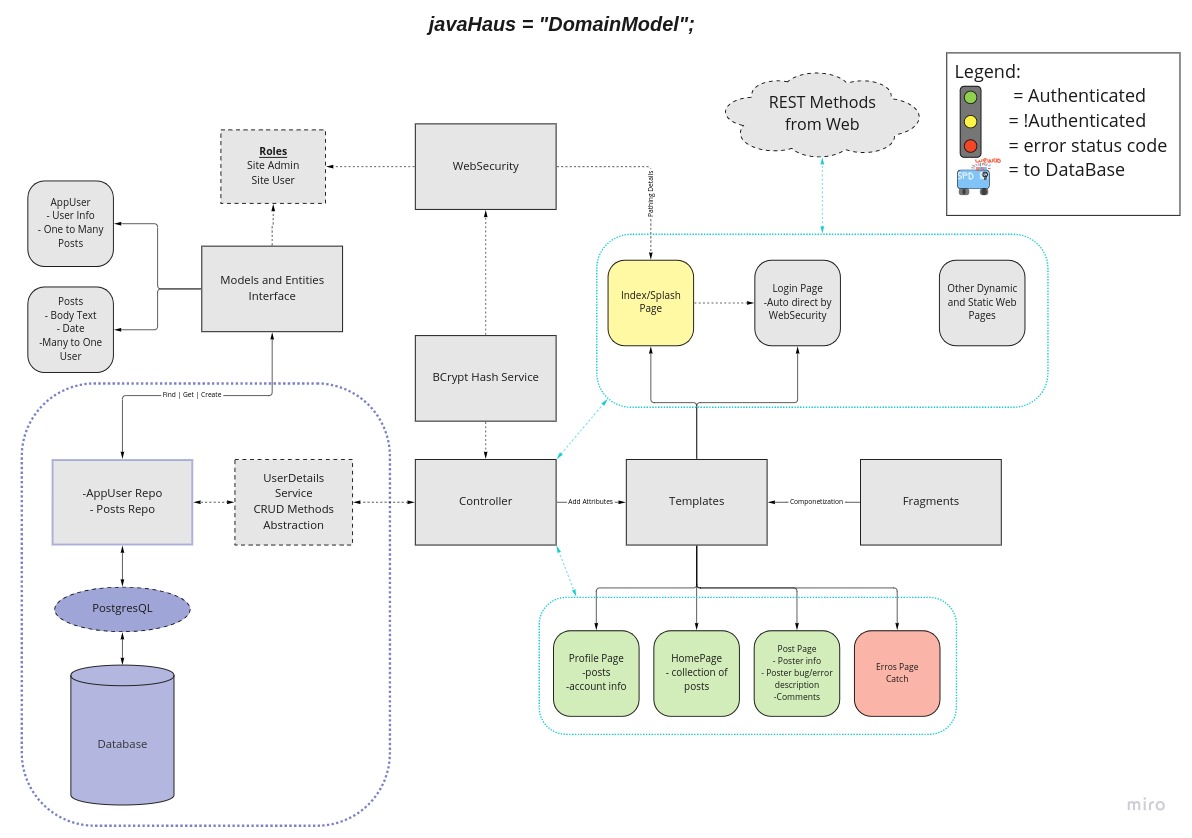 javaHaus = "DomainModel";
Legend:
= Authenticated
= !Authenticated
= error status code
= to DataBase
SPD
REST Methods
from Web
Roles
Site Admin
Site User
WebSecurity
Pathing Details
AppUser
- User Info
- One to Many
Posts
Models and Entities
Interface
Posts
- Body Text
- Date
-Many to One
User
Index/Splash
Page
Login Page
-Auto direct by
WebSecurity
Other Dynamic
and Static Web
Pages
BCrypt Hash Service
Find | Get | Create
-AppUser Repo
- Posts Repo
UserDetails
Service
CRUD Methods
Abstraction
Controller
Add Attributes
Templates
Componetization
Fragments
PostgresQL
Database
Profile Page
-posts
-account info
HomePage
- collection of
posts
Post Page
- Poster info
- Poster bug/error
description
-Comments
Erros Page
Catch
miro